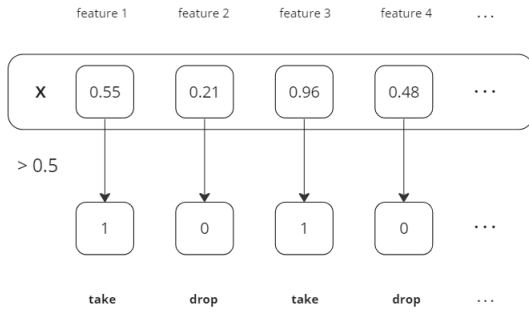 feature 1 feature 2 feature 3 feature 4 ...
X 0.55 0.21 0.96 0.48 ...
> 0.5
1 0 1 0 ...
take drop take drop ...